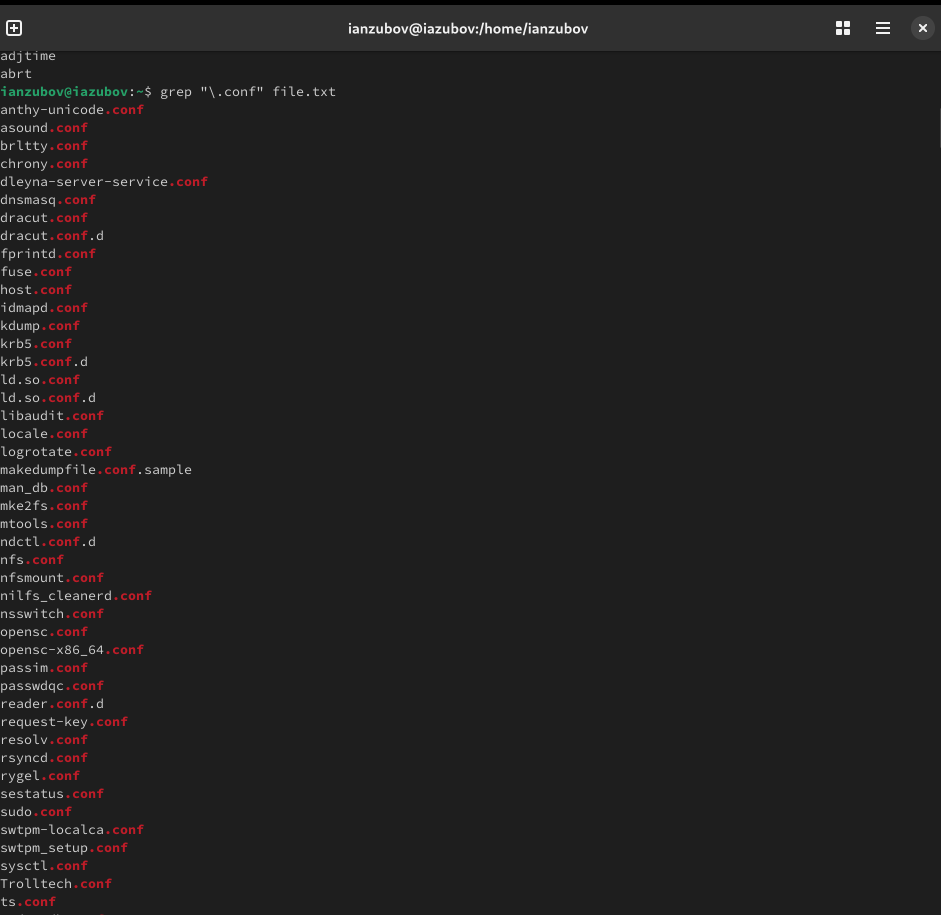 ianzubov@iazubov:/home/ianzubov
adjtime
abrt
ianzubov@iazubov:~$ grep "\.conf" file.txt
anthy-unicode.conf
asound.conf
brltty.conf
chrony.conf
dleyna-server-service.conf
dnsmasq.conf
dracut.conf
dracut.conf.d
fprintd.conf
fuse.conf
host.conf
idmapd.conf
kdump.conf
krb5.conf
krb5.conf.d
ld.so.conf
ld.so.conf.d
libaudit.conf
locale.conf
logrotate.conf
makedumpfile.conf.sample
man_db.conf
mke2fs.conf
mtools.conf
ndctl.conf.d
nfs.conf
nfsmount.conf
nilfs_cleanerd.conf
nsswitch.conf
opensc.conf
opensc-x86_64.conf
passim.conf
passwdqc.conf
reader.conf.d
request-key.conf
resolv.conf
rsyncd.conf
rygel.conf
sestatus.conf
sudo.conf
swtpm-localca.conf
swtpm_setup.conf
sysctl.conf
Trolltech.conf
ts.conf